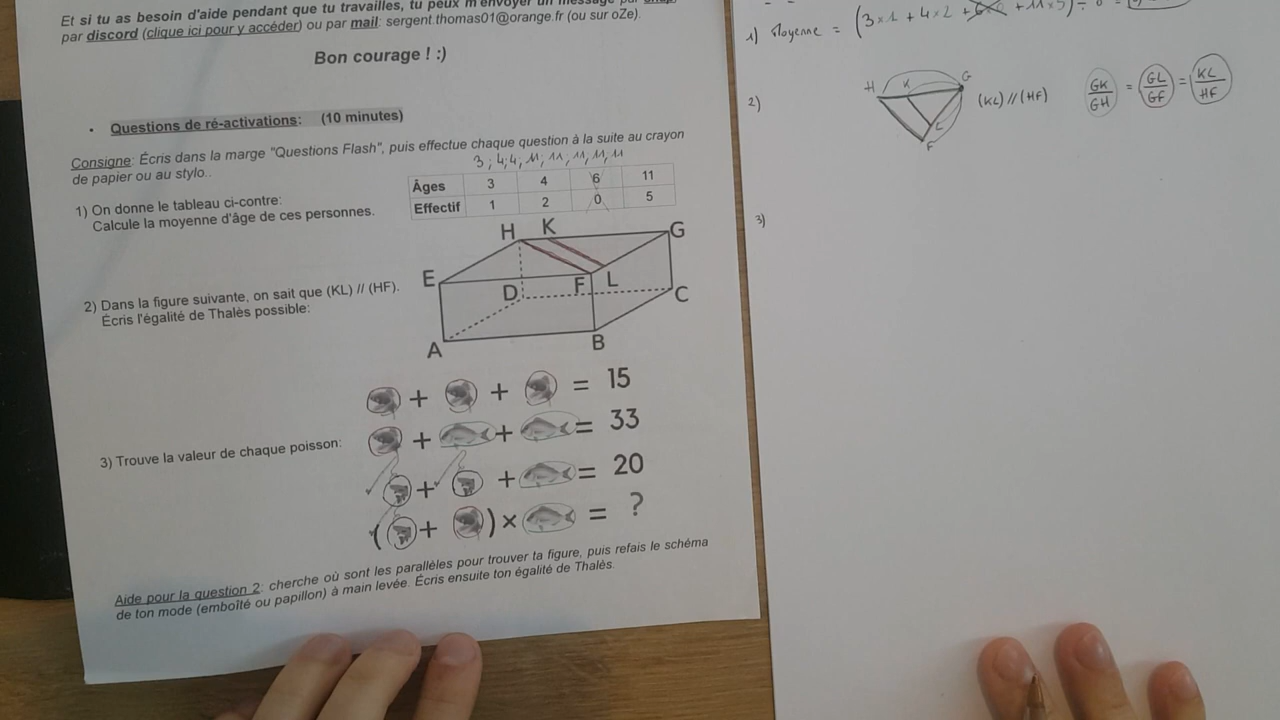 Et si tu as besoin d'aide pendant que tu travailles, tu peux m'envoyer un message
par discord (clique ici pour y accéder) ou par mail: sergent.thomas01@orange.fr (ou sur oZe).
Bon courage ! :)
• Questions de ré-activations: (10 minutes)
Consigne: Écris dans la marge "Questions Flash", puis effectue chaque question à la suite au crayon
de papier ou au stylo..
3 ; 4; 4; 11; 11; 11; 11; 11
1) On donne le tableau ci-contre:
Calcule la moyenne d'âge de ces personnes.
Âges 3 4 6 11
Effectif 1 2 0 5
H K G
E D F L C
A B
2) Dans la figure suivante, on sait que (KL) // (HF).
Écris l'égalité de Thalès possible:
3) Trouve la valeur de chaque poisson:
+ + = 15
+ + = 33
+ + = 20
( + ) × = ?
Aide pour la question 2: cherche où sont les parallèles pour trouver ta figure, puis refais le schéma
de ton mode (emboîté ou papillon) à main levée. Écris ensuite ton égalité de Thalès.
1) Moyenne = (3×1 + 4×2 + 6×0 + 11×5) ÷
2)
H K G
L
F
(KL) // (HF)
GK/GH = GL/GF = KL/HF
3)